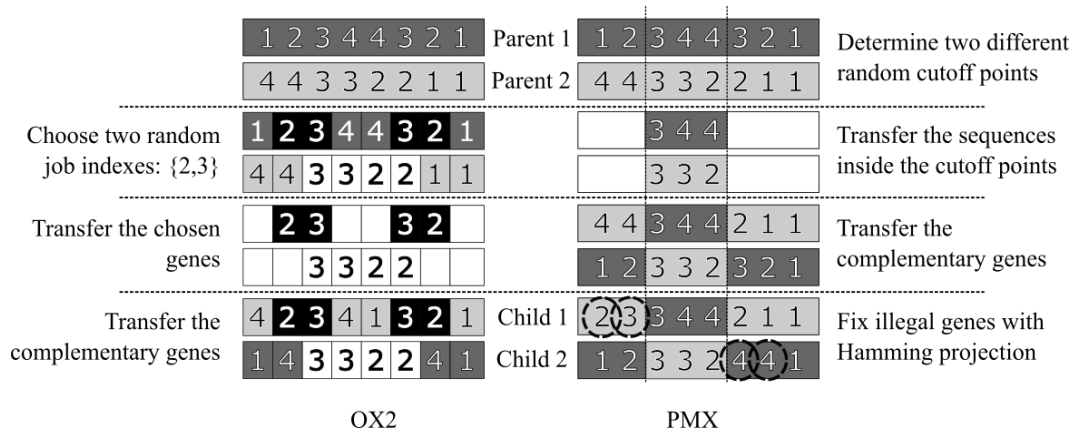 1 2 3 4 4 3 2 1 Parent 1 1 2 3 4 4 3 2 1
4 4 3 3 2 2 1 1 Parent 2 4 4 3 3 2 2 1 1
Determine two different
random cutoff points
Choose two random
job indexes: {2,3}
1 2 3 4 4 3 2 1
4 4 3 3 2 2 1 1
3 4 4
3 3 2
Transfer the sequences
inside the cutoff points
Transfer the chosen
genes
2 3 3 2
3 3 2 2
4 4 3 4 4 2 1 1
1 2 3 3 2 3 2 1
Transfer the
complementary genes
Transfer the
complementary genes
4 2 3 4 1 3 2 1 Child 1 2 3 3 4 4 2 1 1
1 4 3 3 2 2 4 1 Child 2 1 2 3 3 2 4 4 1
Fix illegal genes with
Hamming projection
OX2
PMX